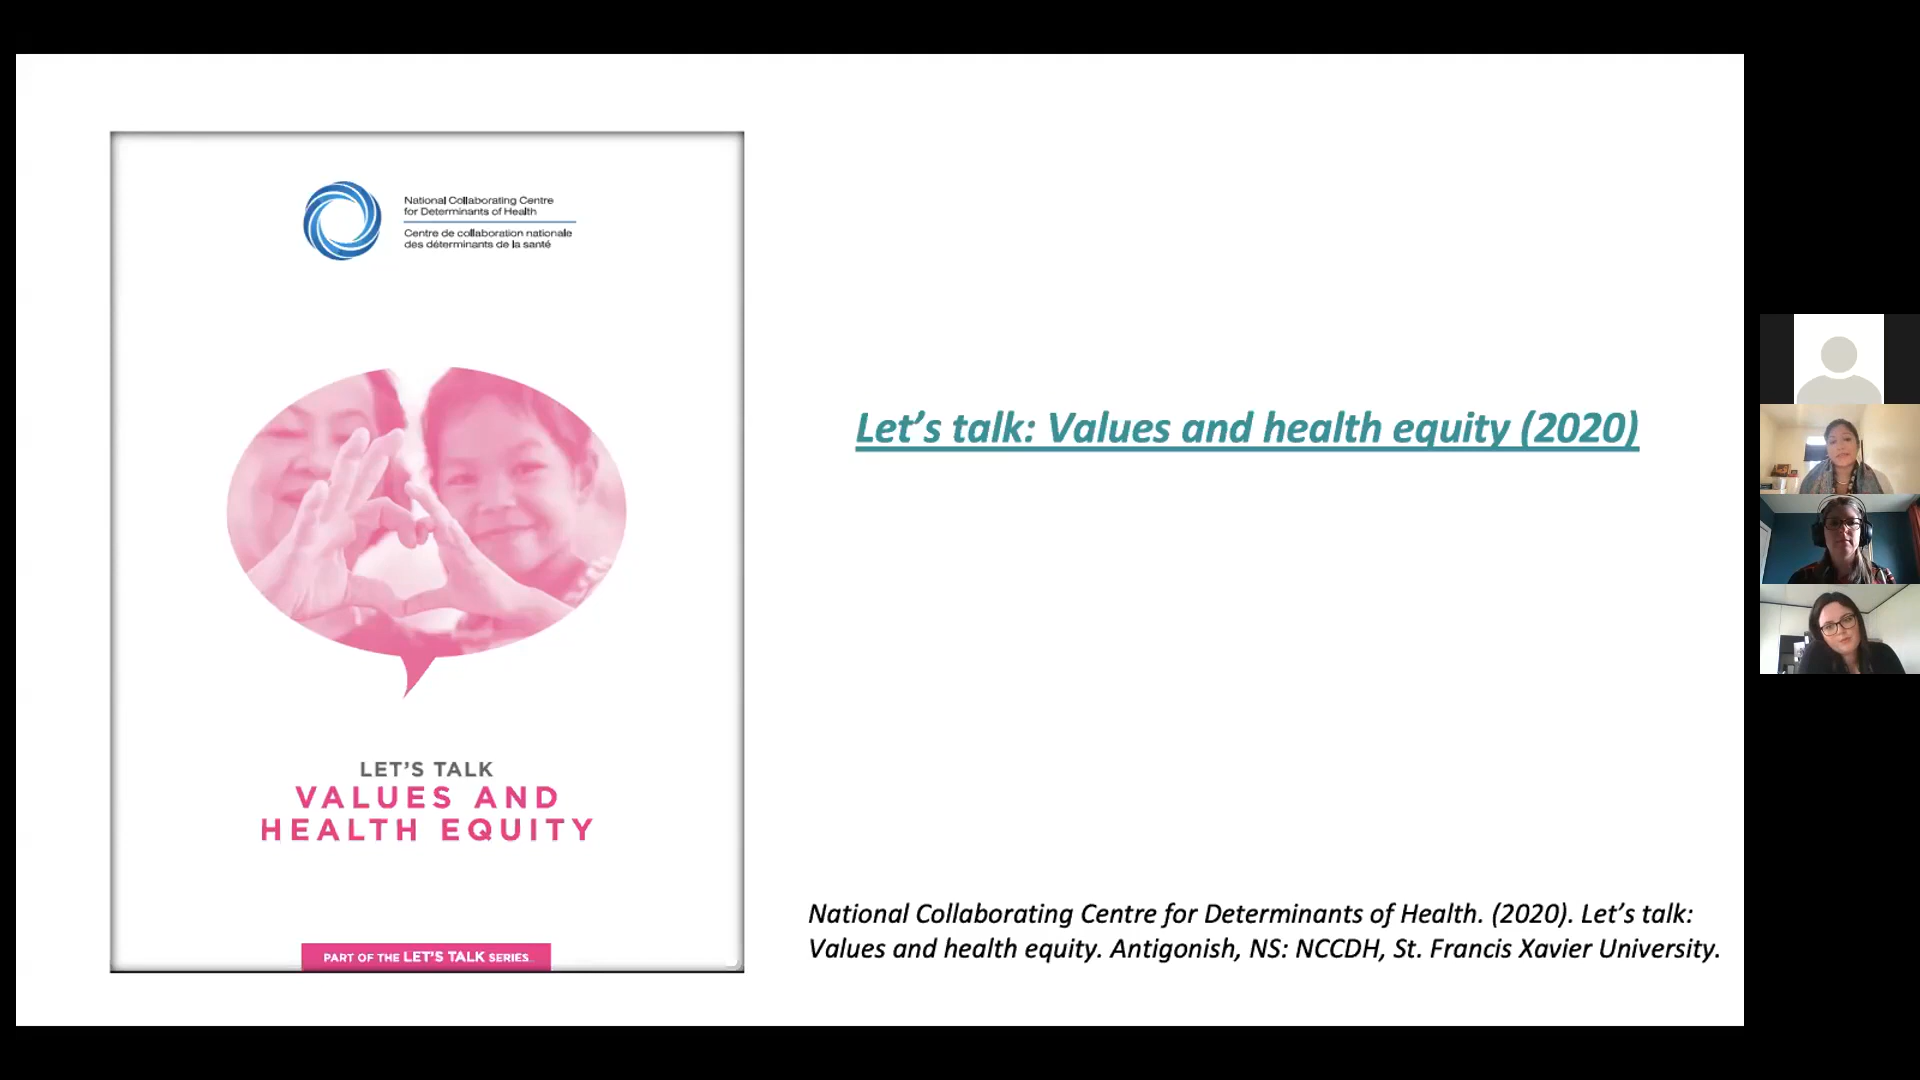 National Collaborating Centre
for Determinants of Health
Centre de collaboration nationale
des déterminants de la santé
LET'S TALK
VALUES AND
HEALTH EQUITY
PART OF THE LET'S TALK SERIES
Let's talk: Values and health equity (2020)
National Collaborating Centre for Determinants of Health. (2020). Let's talk:
Values and health equity. Antigonish, NS: NCCDH, St. Francis Xavier University.